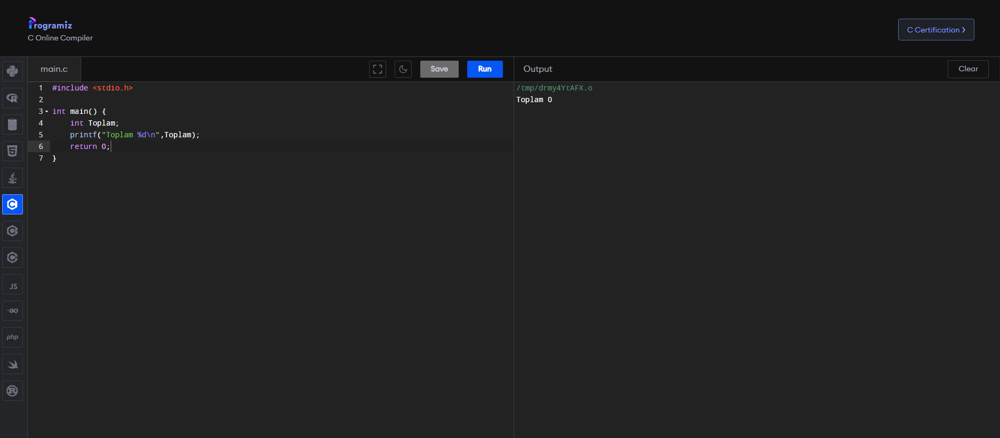 Programiz
C Online Compiler
C Certification >
main.c
Save
Run
Output
Clear
1 #include <stdio.h>
2
3 int main() {
4     int Toplam;
5     printf("Toplam %d\n",Toplam);
6     return 0;
7 }
/tmp/drmy4YtAFX.o
Toplam 0
R
5
C
C
C
JS
GO
php
R